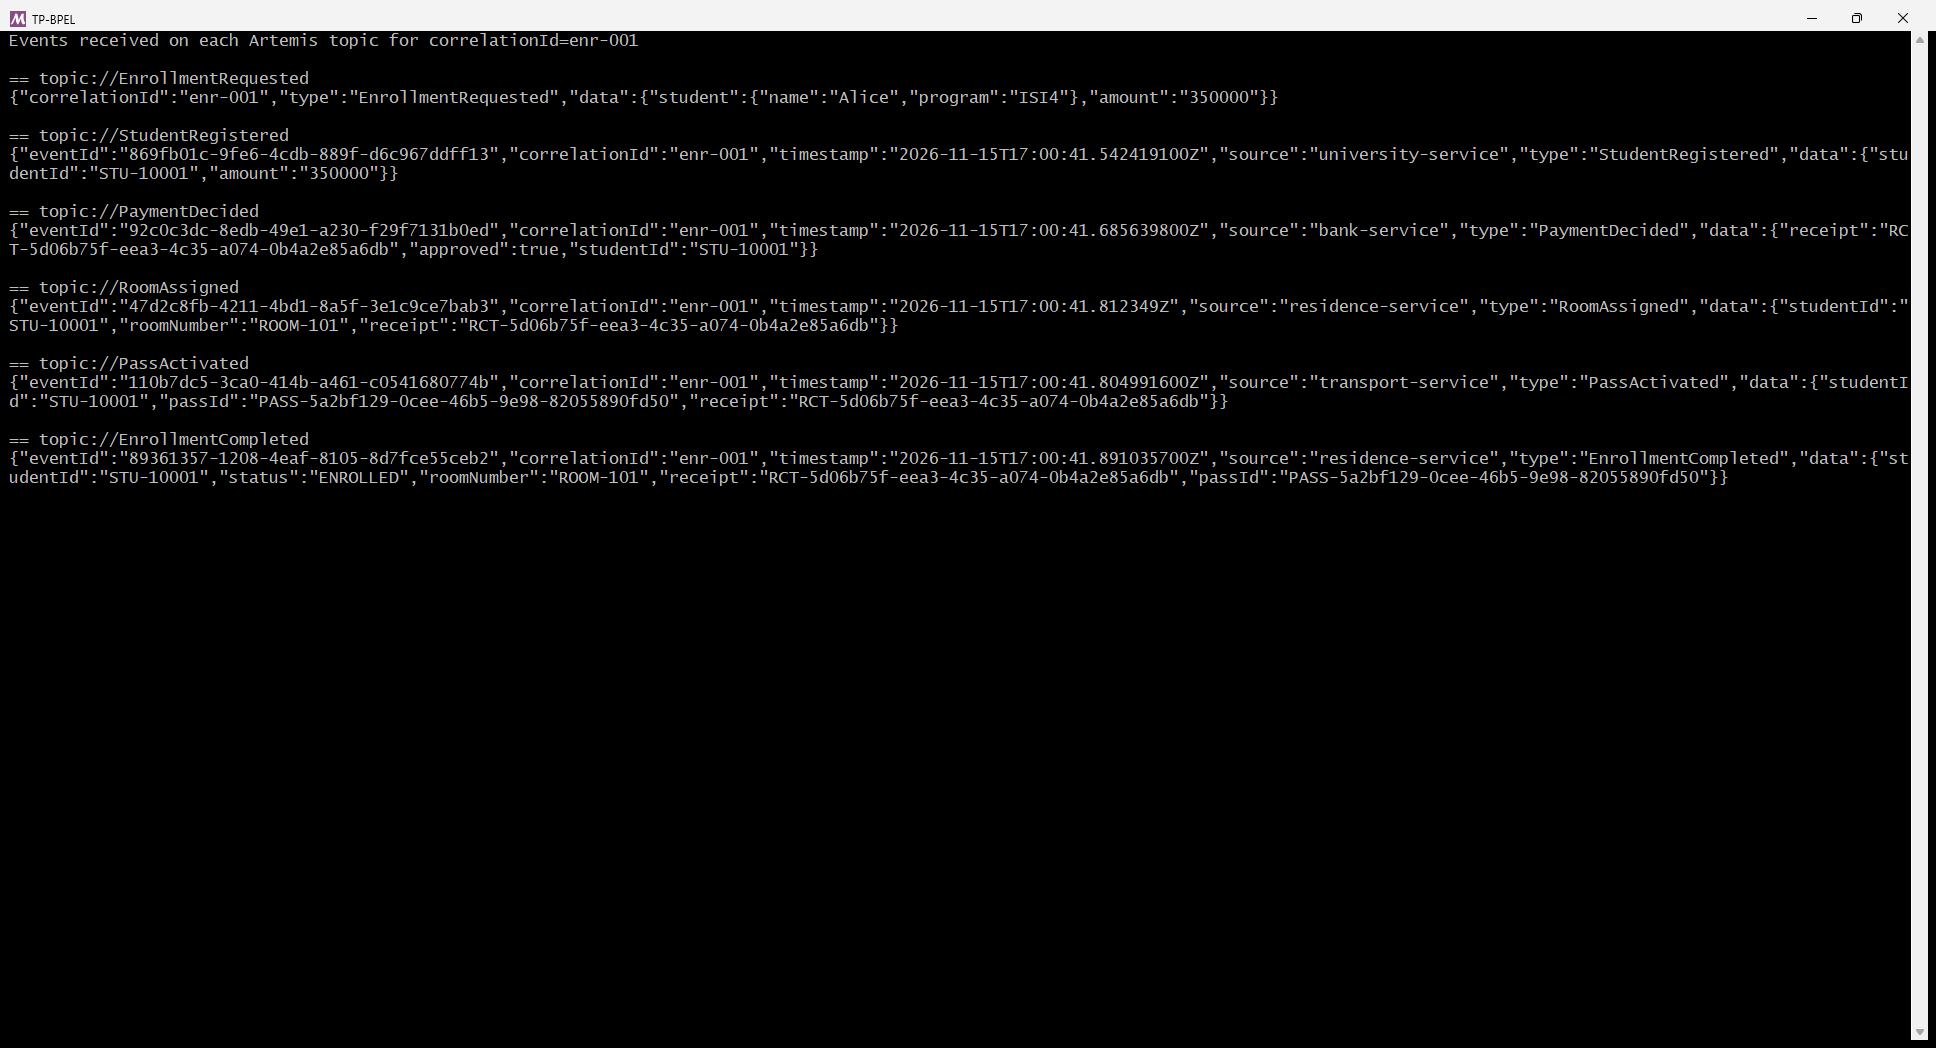 TP-BPEL
Events received on each Artemis topic for correlationId=enr-001
== topic://EnrollmentRequested
{"correlationId":"enr-001","type":"EnrollmentRequested","data":{"student":{"name":"Alice","program":"ISI4"},"amount":"350000"}}
== topic://StudentRegistered
{"eventId":"869fb01c-9fe6-4cdb-889f-d6c967ddff13","correlationId":"enr-001","timestamp":"2026-11-15T17:00:41.542419100Z","source":"university-service","type":"StudentRegistered","data":{"stu
dentId":"STU-10001","amount":"350000"}}
== topic://PaymentDecided
{"eventId":"92c0c3dc-8edb-49e1-a230-f29f7131b0ed","correlationId":"enr-001","timestamp":"2026-11-15T17:00:41.685639800Z","source":"bank-service","type":"PaymentDecided","data":{"receipt":"RC
T-5d06b75f-eea3-4c35-a074-0b4a2e85a6db","approved":true,"studentId":"STU-10001"}}
== topic://RoomAssigned
{"eventId":"47d2c8fb-4211-4bd1-8a5f-3e1c9ce7bab3","correlationId":"enr-001","timestamp":"2026-11-15T17:00:41.812349Z","source":"residence-service","type":"RoomAssigned","data":{"studentId":"
STU-10001","roomNumber":"ROOM-101","receipt":"RCT-5d06b75f-eea3-4c35-a074-0b4a2e85a6db"}}
== topic://PassActivated
{"eventId":"110b7dc5-3ca0-414b-a461-c0541680774b","correlationId":"enr-001","timestamp":"2026-11-15T17:00:41.804991600Z","source":"transport-service","type":"PassActivated","data":{"studentI
d":"STU-10001","passId":"PASS-5a2bf129-0cee-46b5-9e98-82055890fd50","receipt":"RCT-5d06b75f-eea3-4c35-a074-0b4a2e85a6db"}}
== topic://EnrollmentCompleted
{"eventId":"89361357-1208-4eaf-8105-8d7fce55ceb2","correlationId":"enr-001","timestamp":"2026-11-15T17:00:41.891035700Z","source":"residence-service","type":"EnrollmentCompleted","data":{"st
udentId":"STU-10001","status":"ENROLLED","roomNumber":"ROOM-101","receipt":"RCT-5d06b75f-eea3-4c35-a074-0b4a2e85a6db","passId":"PASS-5a2bf129-0cee-46b5-9e98-82055890fd50"}}